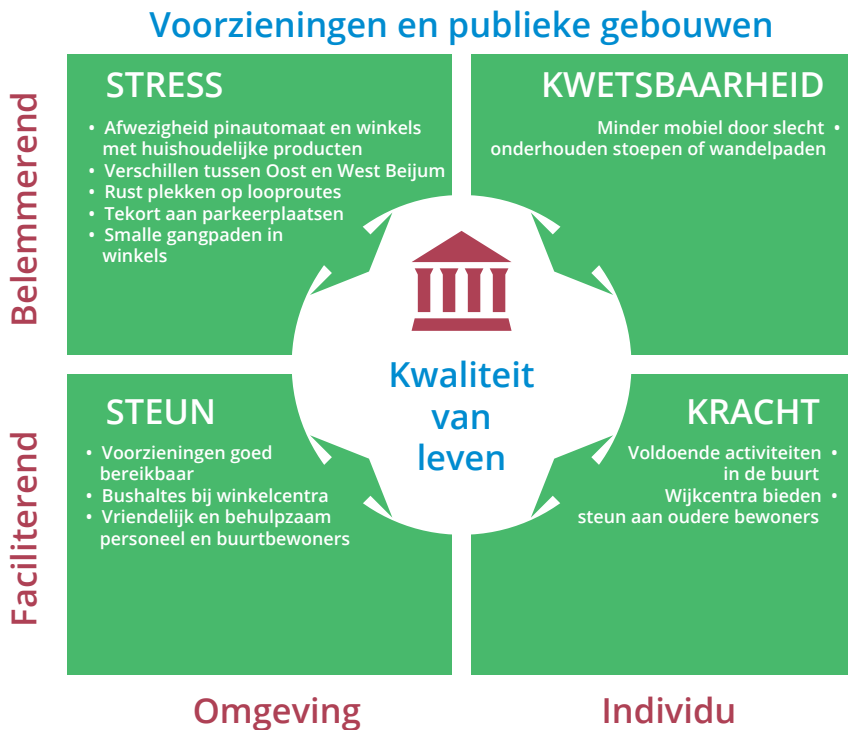 Voorzieningen en publieke gebouwen
Belemmerend
STRESS
• Afwezigheid pinautomaat en winkels
met huishoudelijke producten
• Verschillen tussen Oost en West Beijum
• Rust plekken op looproutes
• Tekort aan parkeerplaatsen
• Smalle gangpaden in
winkels
KWETSBAARHEID
Minder mobiel door slecht •
onderhouden stoepen of wandelpaden
Kwaliteit
van
leven
Faciliterend
STEUN
• Voorzieningen goed
bereikbaar
• Bushaltes bij winkelcentra
• Vriendelijk en behulpzaam
personeel en buurtbewoners
KRACHT
Voldoende activiteiten •
in de buurt
Wijkcentra bieden •
steun aan oudere bewoners
Omgeving
Individu